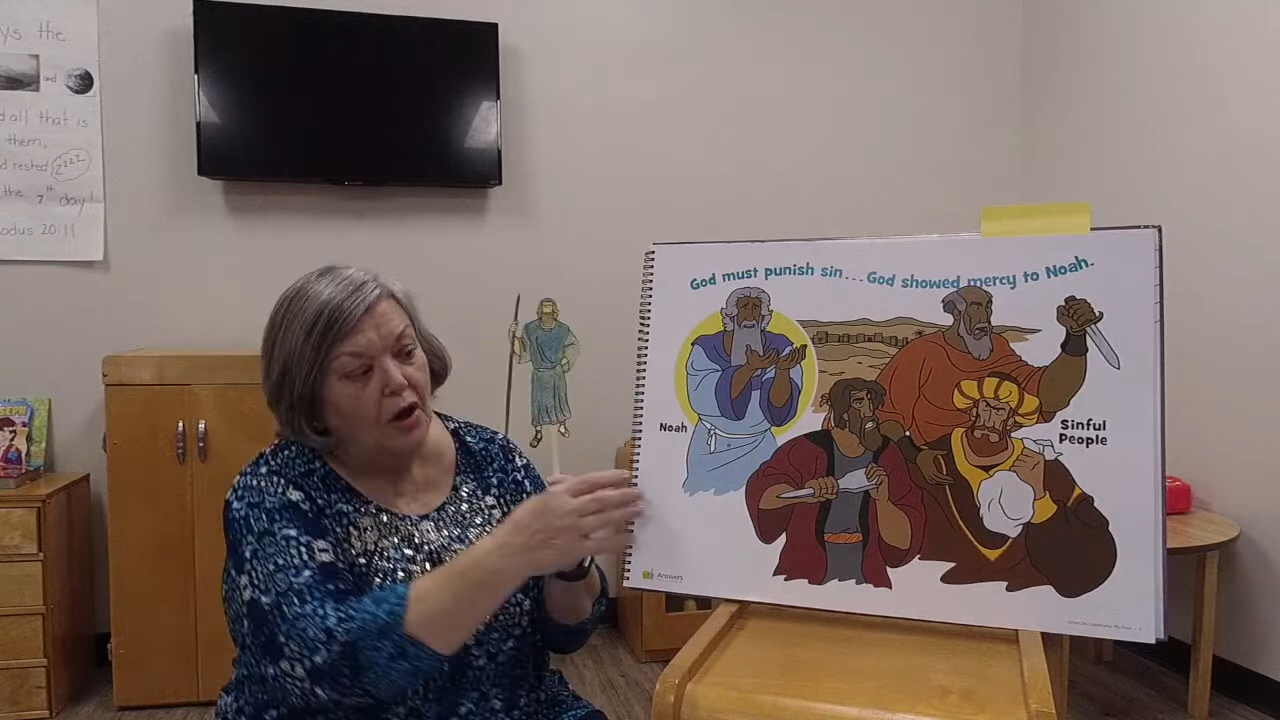 ys the
and
d all that is
them,
d rested zzzz
the 7th day!
odus 20:11
God must punish sin...God showed mercy to Noah.
Noah
Sinful
People
Answers